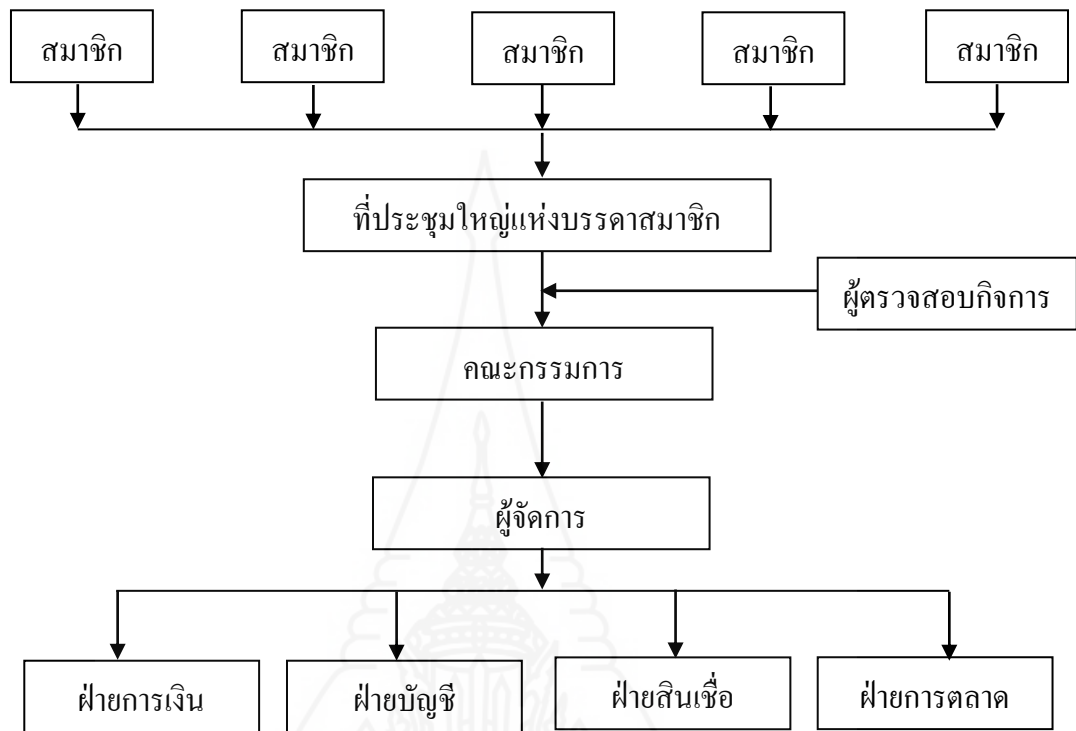 สมาชิก
สมาชิก
สมาชิก
สมาชิก
สมาชิก
ที่ประชุมใหญ่แห่งบรรดาสมาชิก
ผู้ตรวจสอบกิจการ
คณะกรรมการ
ผู้จัดการ
ฝ่ายการเงิน
ฝ่ายบัญชี
ฝ่ายสินเชื่อ
ฝ่ายการตลาด